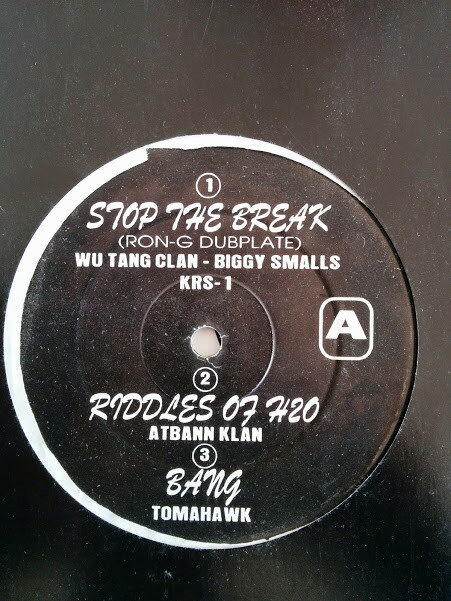 1
STOP THE BREAK
(RON-G DUBPLATE)
WU TANG CLAN - BIGGY SMALLS
KRS-1
A
2
RIDDLES OF H2O
ATBANN KLAN
3
BANG
TOMAHAWK